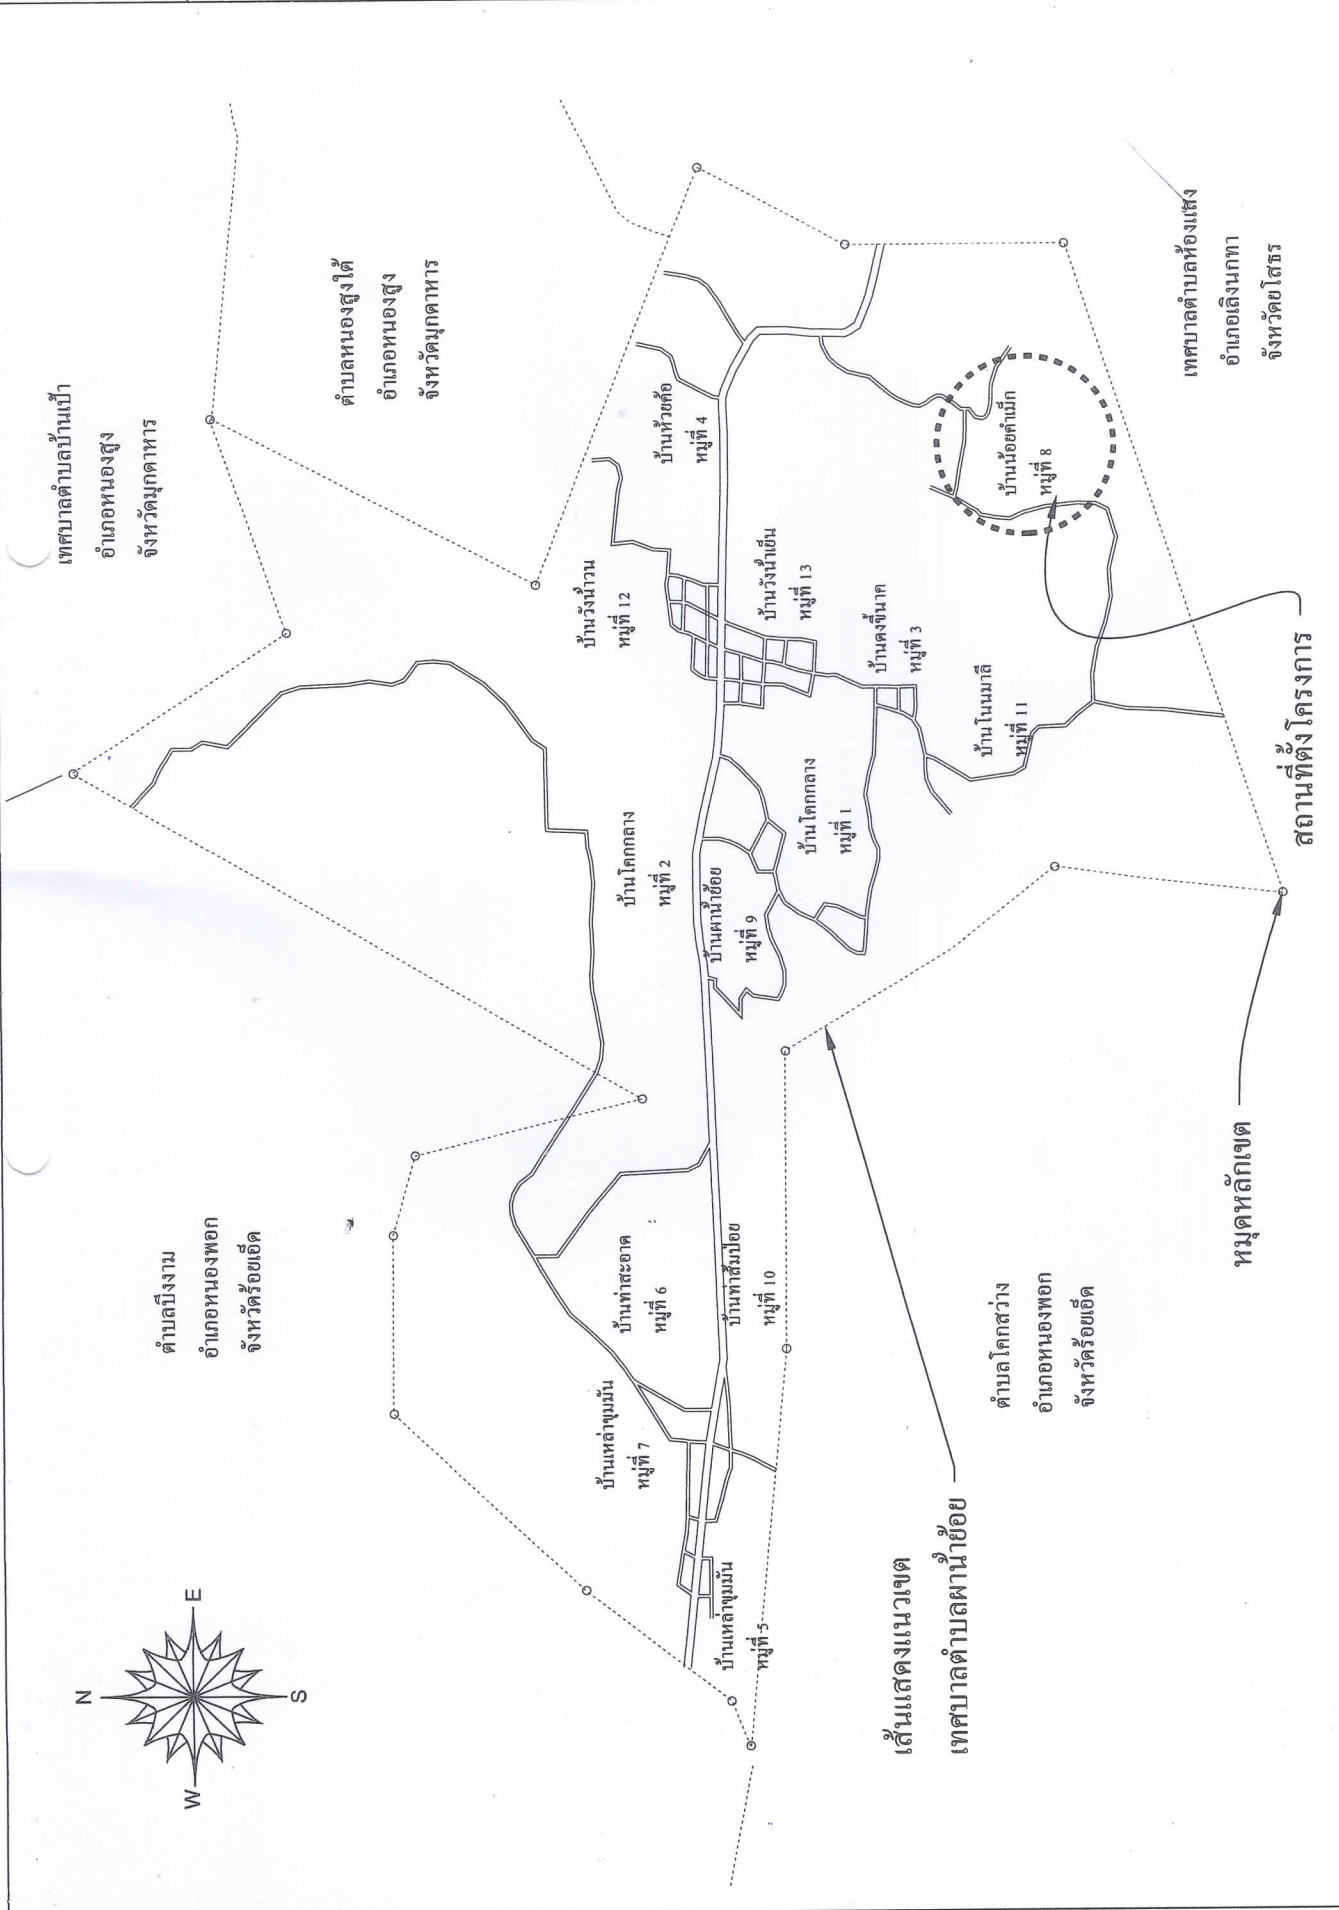 N
E
S
W
ตำบลบึงงาม
อำเภอหนองพอก
จังหวัดร้อยเอ็ด
เทศบาลตำบลบ้านเป้า
อำเภอหนองสูง
จังหวัดมุกดาหาร
ตำบลหนองสูงใต้
อำเภอหนองสูง
จังหวัดมุกดาหาร
บ้านเหล่าขุมมัน
หมู่ที่ 7
บ้านท่าสะอาด
หมู่ที่ 6
บ้านโคกกลาง
หมู่ที่ 2
บ้านวังน้ำวน
หมู่ที่ 12
บ้านห้วยค้อ
หมู่ที่ 4
บ้านเหล่าขุมมัน
หมู่ที่ 5
บ้านท่าส้มป่อย
หมู่ที่ 10
บ้านผาน้ำย้อย
หมู่ที่ 9
บ้านโคกกลาง
หมู่ที่ 1
บ้านวังน้ำเย็น
หมู่ที่ 13
บ้านดงขี้นาค
หมู่ที่ 3
บ้านโนนมาลี
หมู่ที่ 11
บ้านน้อยคำเม็ก
หมู่ที่ 8
เส้นแสดงแนวเขต
เทศบาลตำบลผาน้ำย้อย
ตำบลโคกสว่าง
อำเภอหนองพอก
จังหวัดร้อยเอ็ด
หมุดหลักเขต
สถานที่ตั้งโครงการ
เทศบาลตำบลห้องแซง
อำเภอเลิงนกทา
จังหวัดยโสธร